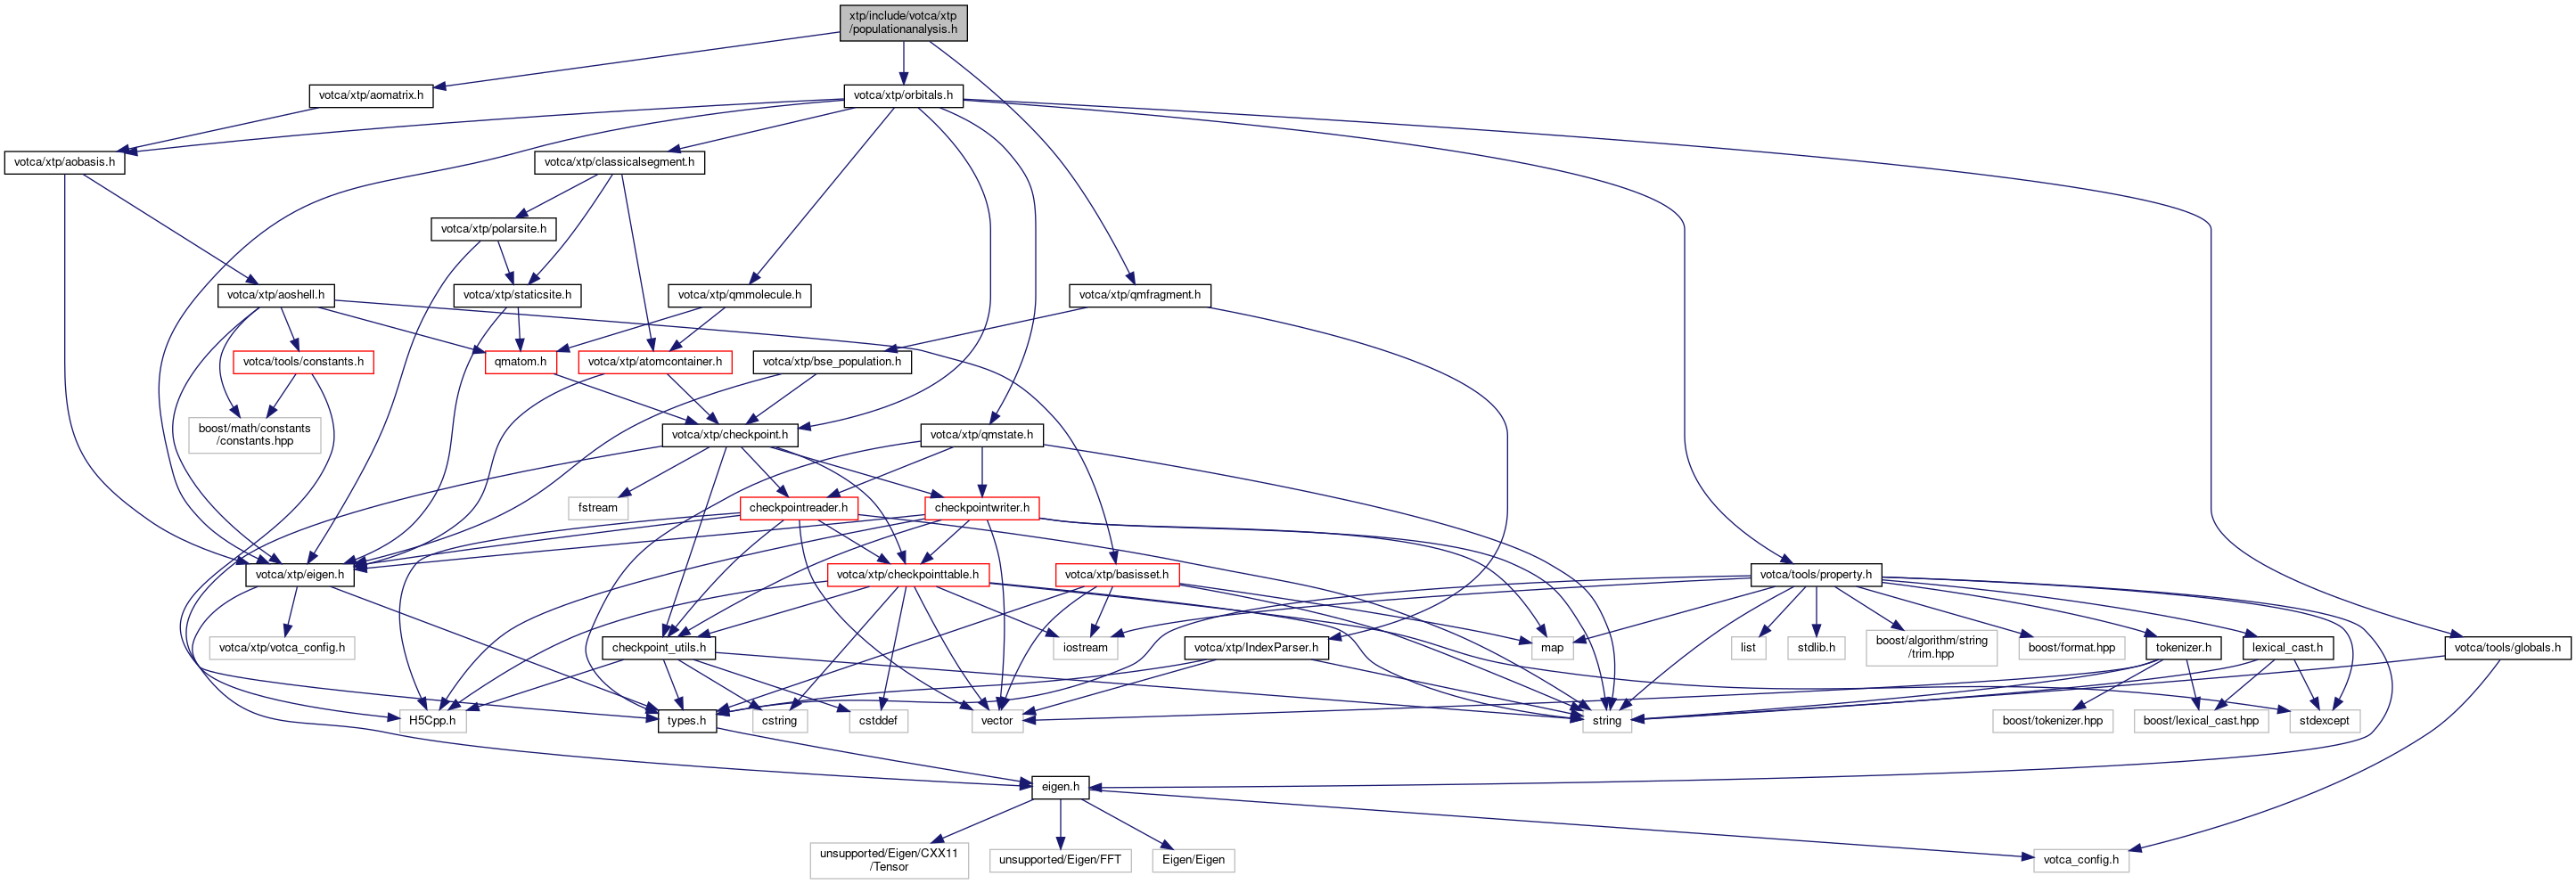 xtp/include/votca/xtp
/populationanalysis.h
votca/xtp/aomatrix.h
votca/xtp/orbitals.h
votca/xtp/aobasis.h
votca/xtp/classicalsegment.h
votca/xtp/polarsite.h
votca/xtp/aoshell.h
votca/xtp/staticsite.h
votca/xtp/qmmolecule.h
votca/xtp/qmfragment.h
votca/tools/constants.h
qmatom.h
votca/xtp/atomcontainer.h
votca/xtp/bse_population.h
boost/math/constants
/constants.hpp
votca/xtp/checkpoint.h
votca/xtp/qmstate.h
fstream
checkpointreader.h
checkpointwriter.h
votca/xtp/eigen.h
votca/xtp/checkpointtable.h
votca/xtp/basisset.h
votca/tools/property.h
votca/xtp/votca_config.h
checkpoint_utils.h
iostream
votca/xtp/IndexParser.h
map
list
stdlib.h
boost/algorithm/string
/trim.hpp
boost/format.hpp
tokenizer.h
lexical_cast.h
votca/tools/globals.h
H5Cpp.h
types.h
cstring
cstddef
vector
string
boost/tokenizer.hpp
boost/lexical_cast.hpp
stdexcept
eigen.h
unsupported/Eigen/CXX11
/Tensor
unsupported/Eigen/FFT
Eigen/Eigen
votca_config.h